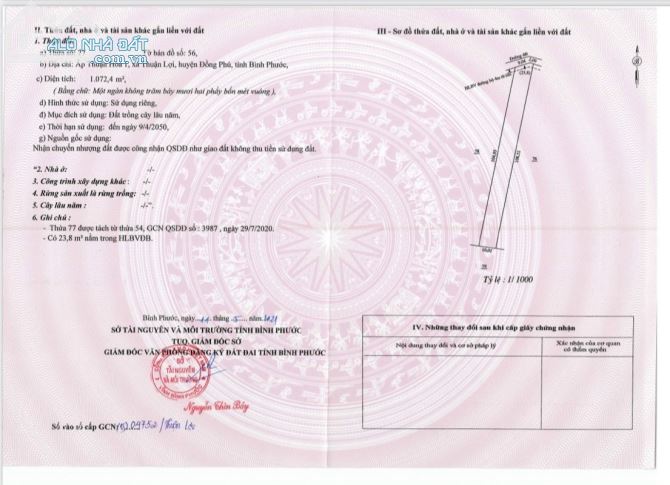 II. Thửa đất, nhà ở và tài sản khác gắn liền với đất
1. Thửa đất:
ALO NHÀ ĐẤT
a) Thửa số: 77 Tờ bản đồ số: 56,
b) Địa chỉ: Ấp Thuận Hòa 1, xã Thuận Lợi, huyện Đồng Phú, tỉnh Bình Phước,
c) Diện tích: 1.072,4 m²,
( Bằng chữ: Một ngàn không trăm bảy mươi hai phẩy bốn mét vuông ),
d) Hình thức sử dụng: Sử dụng riêng,
đ) Mục đích sử dụng: Đất trồng cây lâu năm,
e) Thời hạn sử dụng: đến ngày 9/4/2050,
g) Nguồn gốc sử dụng:
Nhận chuyển nhượng đất được công nhận QSDĐ như giao đất không thu tiền sử dụng đất.
*2. Nhà ở: -/-
3. Công trình xây dựng khác: -/-
4. Rừng sản xuất là rừng trồng: -/-
5. Cây lâu năm : -/-*
6. Ghi chú :
- Thửa 77 được tách từ thửa 54, GCN QSDĐ số : 3987 , ngày 29/7/2020.
- Có 23,8 m² nằm trong HLBVĐB.
Bình Phước, ngày 14 tháng 5 năm 2021
SỞ TÀI NGUYÊN VÀ MÔI TRƯỜNG TỈNH BÌNH PHƯỚC
TUQ. GIÁM ĐỐC SỞ
GIÁM ĐỐC VĂN PHÒNG ĐĂNG KÝ ĐẤT ĐAI TỈNH BÌNH PHƯỚC
SỞ
TÀI NGUYÊN
VÀ MÔI TRƯỜNG
TỈNH BÌNH PHƯỚC
Nguyễn Thìn Bảy
Số vào sổ cấp GCN
III - Sơ đồ thửa đất, nhà ở và tài sản khác gắn liền với đất
Tỷ lệ : 1/ 1000
IV. Những thay đổi sau khi cấp giấy chứng nhận
Nội dung thay đổi và cơ sở pháp lý
Xác nhận của cơ quan
có thẩm quyền